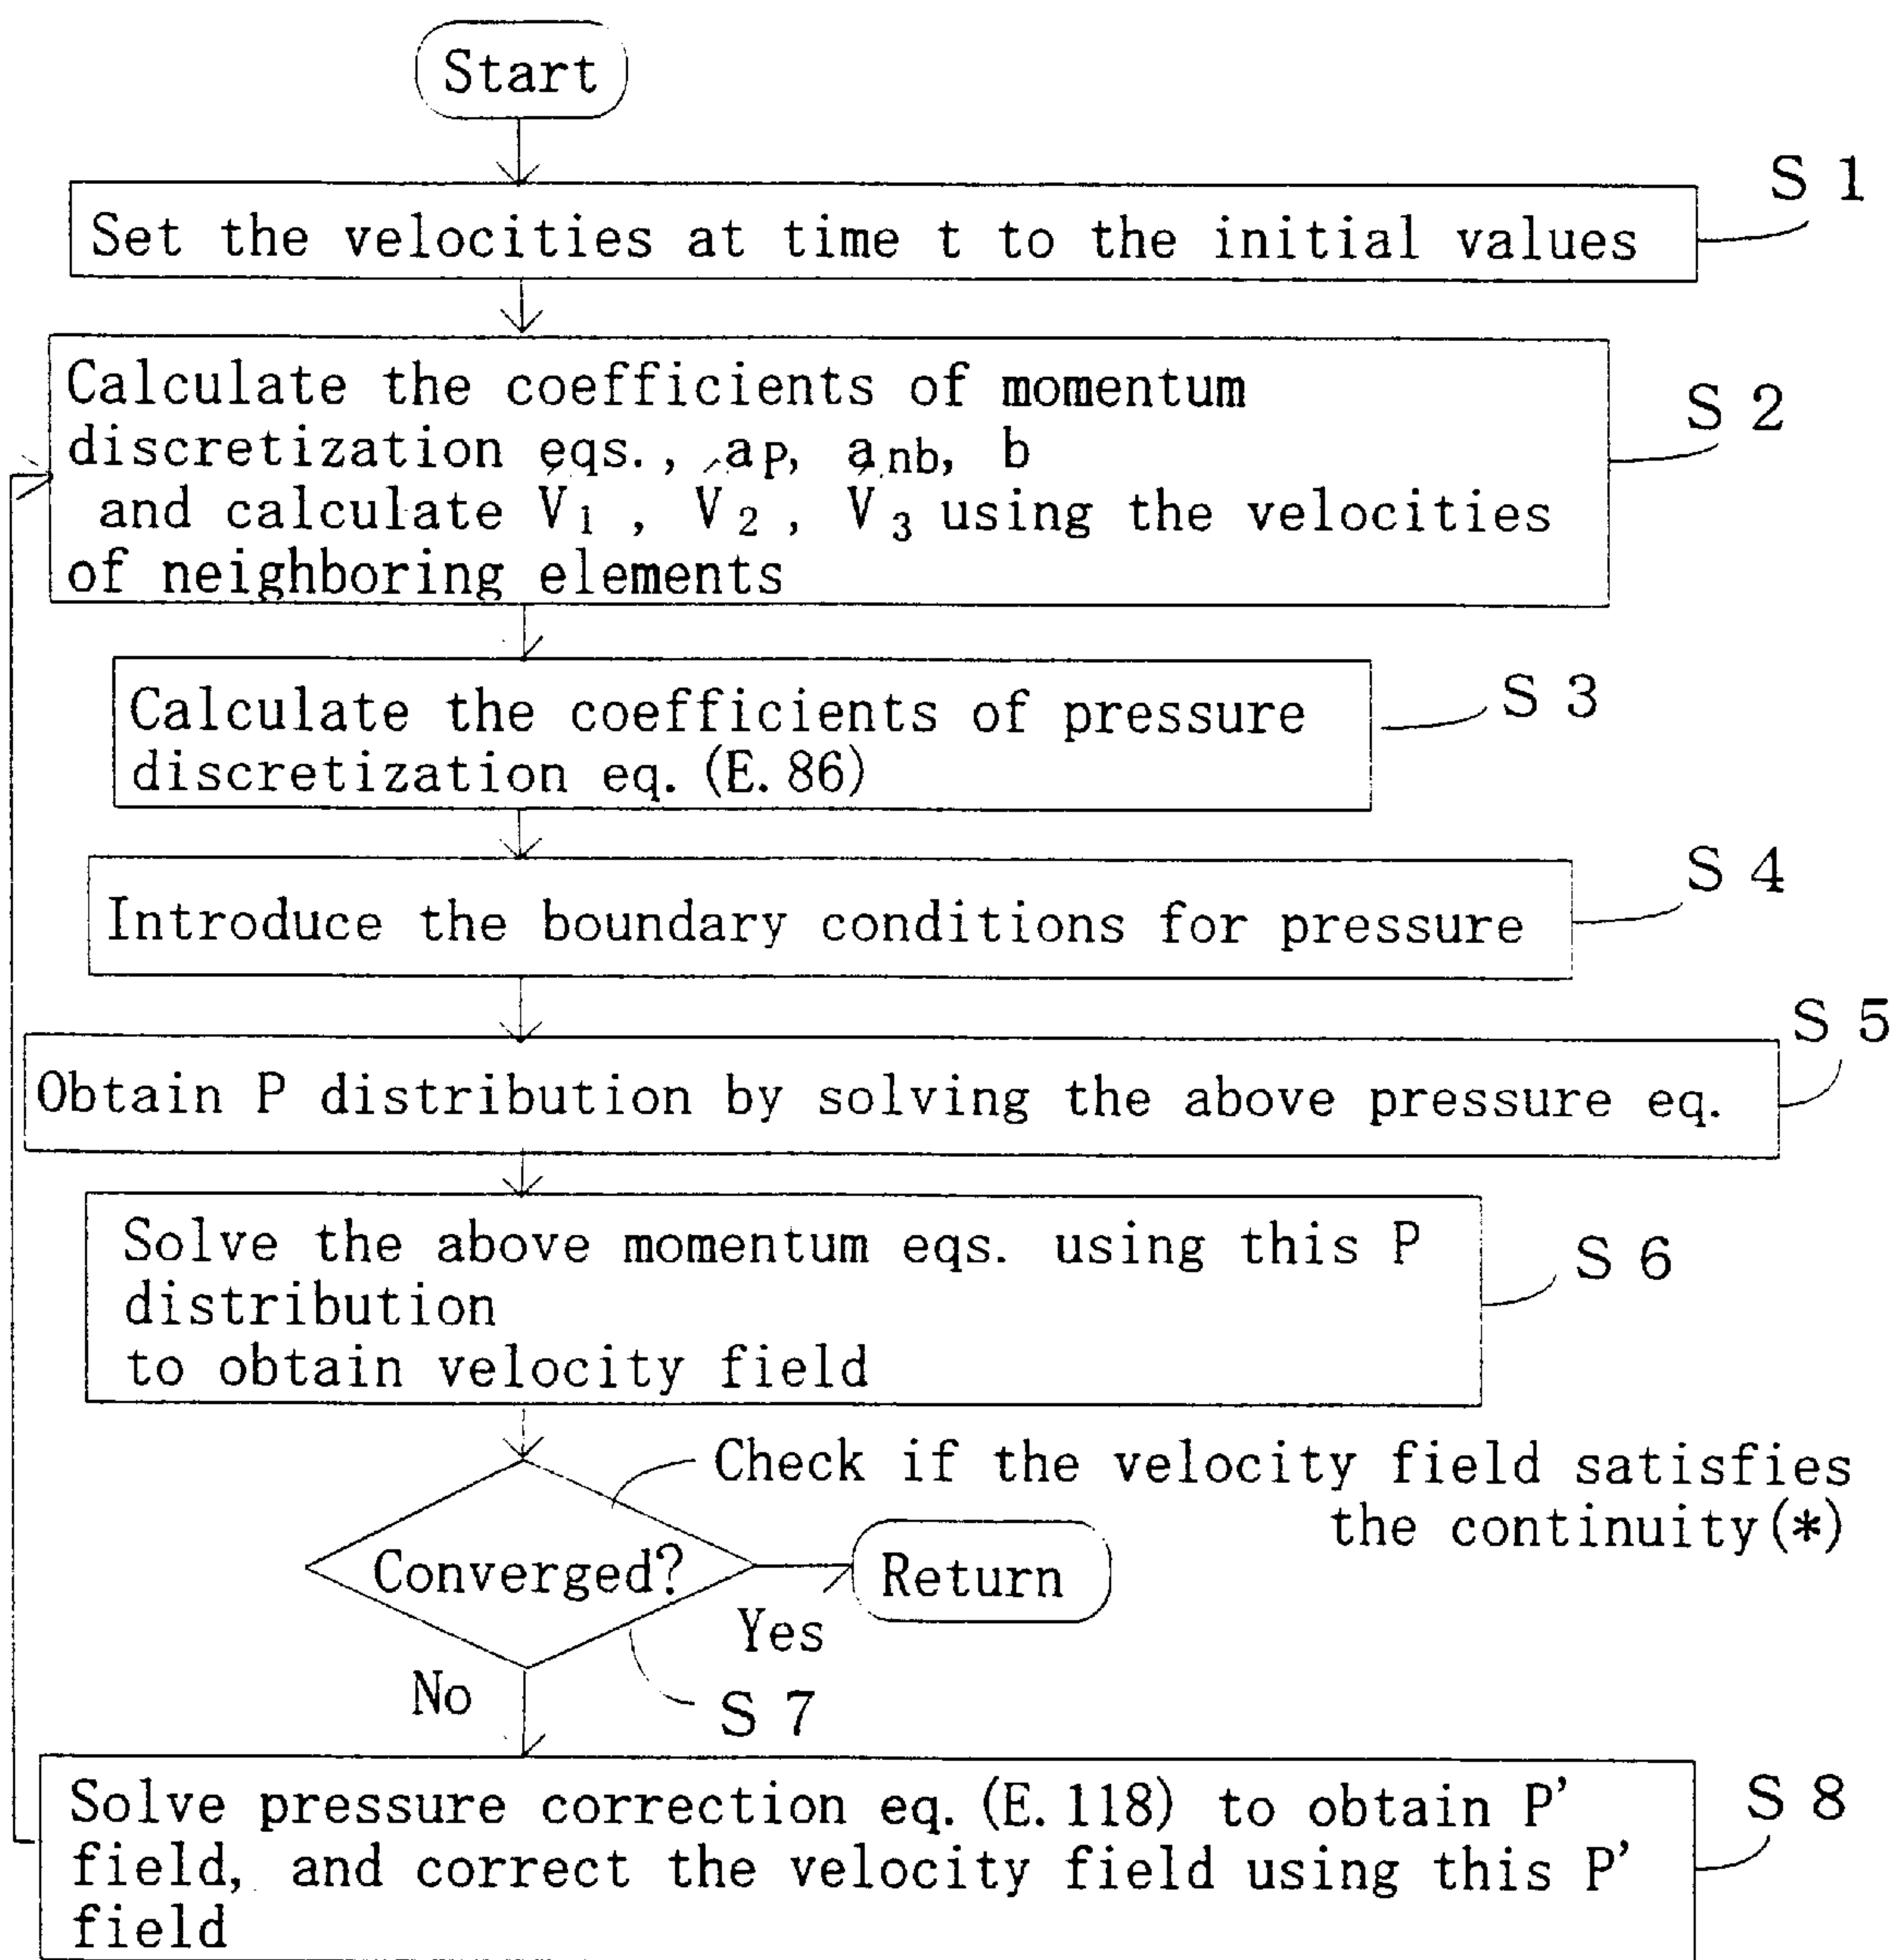 Start
S 1
Set the velocities at time t to the initial values
S 2
Calculate the coefficients of momentum
discretization eqs., aP, anb, b
and calculate V̂1 , V̂2 , V̂3 using the velocities
of neighboring elements
S 3
Calculate the coefficients of pressure
discretization eq. (E. 86)
S 4
Introduce the boundary conditions for pressure
S 5
Obtain P distribution by solving the above pressure eq.
S 6
Solve the above momentum eqs. using this P
distribution
to obtain velocity field
Check if the velocity field satisfies
the continuity(*)
Converged?
Return
Yes
No
S 7
S 8
Solve pressure correction eq. (E. 118) to obtain P'
field, and correct the velocity field using this P'
field